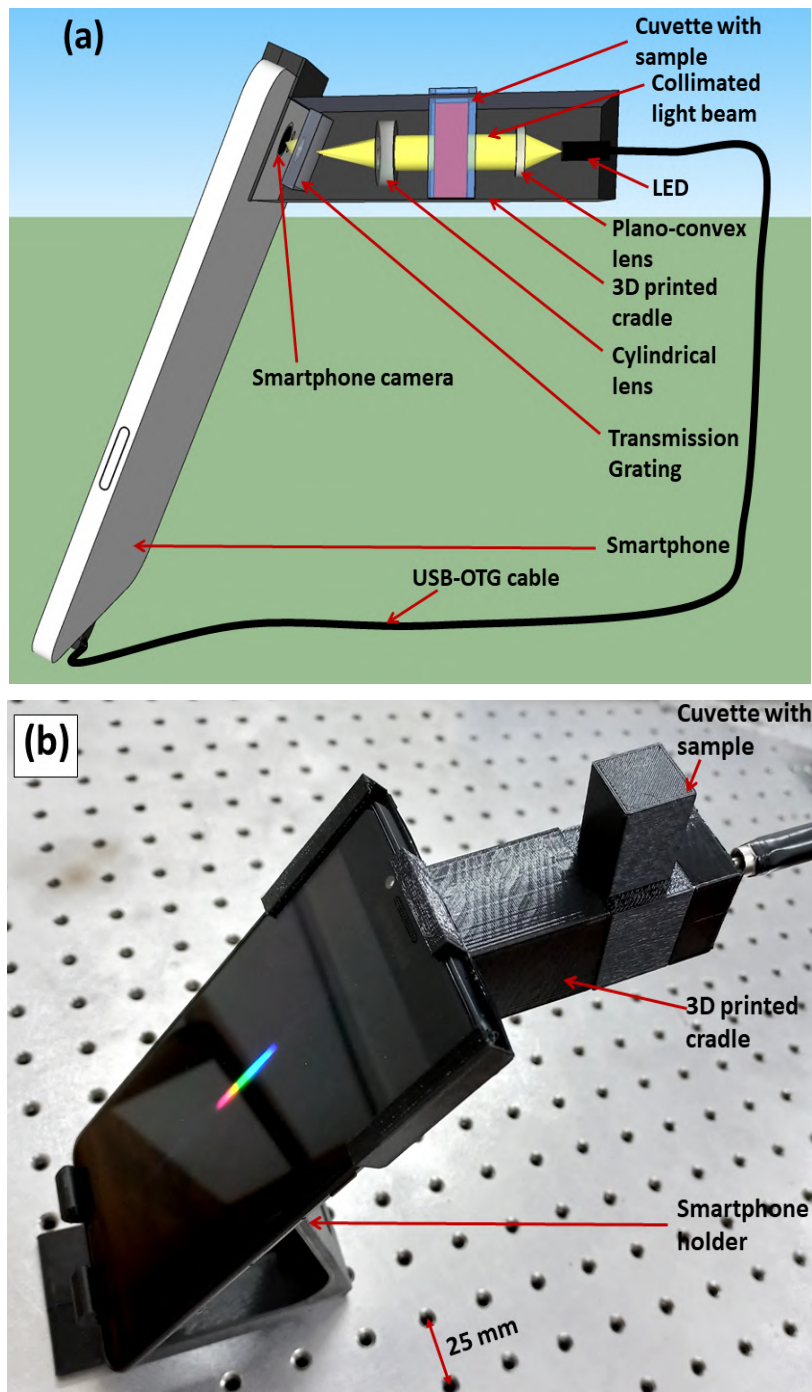 (a)
Cuvette with
sample
Collimated
light beam
LED
Plano-convex
lens
3D printed
cradle
Cylindrical
lens
Smartphone camera
Transmission
Grating
Smartphone
USB-OTG cable
(b)
Cuvette with
sample
3D printed
cradle
Smartphone
holder
25 mm